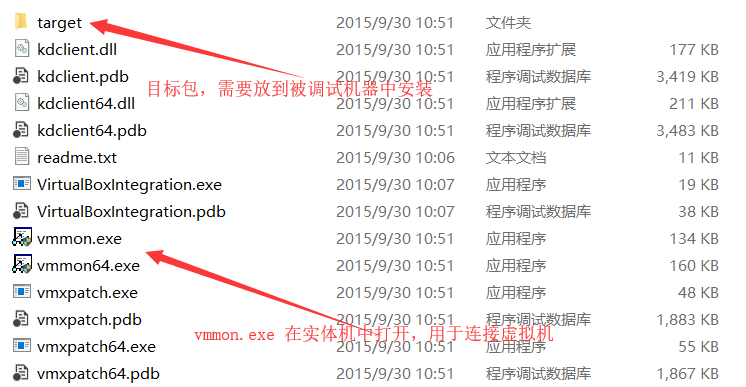 target 2015/9/30 10:51 文件夹
kdclient.dll 2015/9/30 10:51 应用程序扩展 177 KB
kdclient.pdb 2015/9/30 10:51 程序调试数据库 3,419 KB
目标包，需要放到被调试机器中安装
kdclient64.dll 2015/9/30 10:51 应用程序扩展 211 KB
kdclient64.pdb 2015/9/30 10:51 程序调试数据库 3,483 KB
readme.txt 2015/9/30 10:06 文本文档 11 KB
VirtualBoxIntegration.exe 2015/9/30 10:07 应用程序 19 KB
VirtualBoxIntegration.pdb 2015/9/30 10:07 程序调试数据库 38 KB
vmmon.exe 2015/9/30 10:51 应用程序 134 KB
vmmon64.exe 2015/9/30 10:51 应用程序 160 KB
vmxpatch.exe 2015/9/30 10:51 应用程序 48 KB
vmxpatch.pdb 2015/9/30 10:51 程序调试数据库 1,883 KB
vmmon.exe 在实体机中打开，用于连接虚拟机
vmxpatch64.exe 2015/9/30 10:51 应用程序 55 KB
vmxpatch64.pdb 2015/9/30 10:51 程序调试数据库 1,867 KB